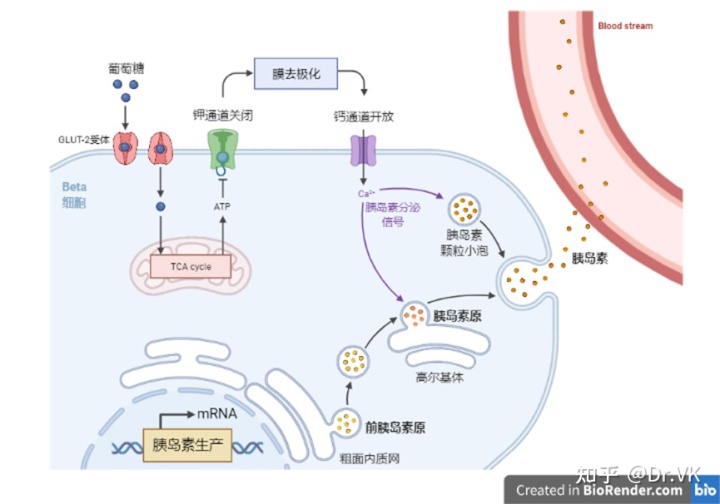 Blood stream
葡萄糖
膜去极化
钾通道关闭
钙通道开放
GLUT-2受体
Beta
细胞
ATP
Ca²⁺
胰岛素分泌
信号
胰岛素
颗粒小泡
胰岛素
TCA cycle
胰岛素原
高尔基体
mRNA
前胰岛素原
胰岛素生产
粗面内质网
知乎 @Dr.VK
Created in BioRender.com bio